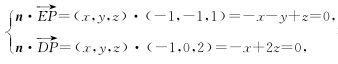 n·EP=(x,y,z)·(-1,-1,1)=-x-y+z=0,
n·DP=(x,y,z)·(-1,0,2)=-x+2z=0,